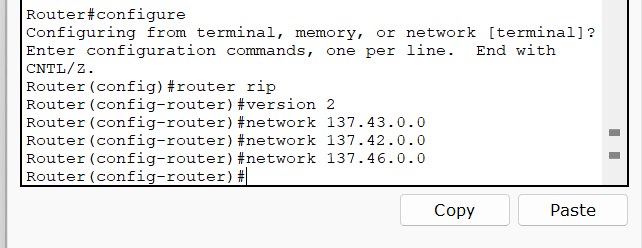 Router#configure
Configuring from terminal, memory, or network [terminal]?
Enter configuration commands, one per line.  End with
CNTL/Z.
Router(config)#router rip
Router(config-router)#version 2
Router(config-router)#network 137.43.0.0
Router(config-router)#network 137.42.0.0
Router(config-router)#network 137.46.0.0
Router(config-router)#
Copy
Paste